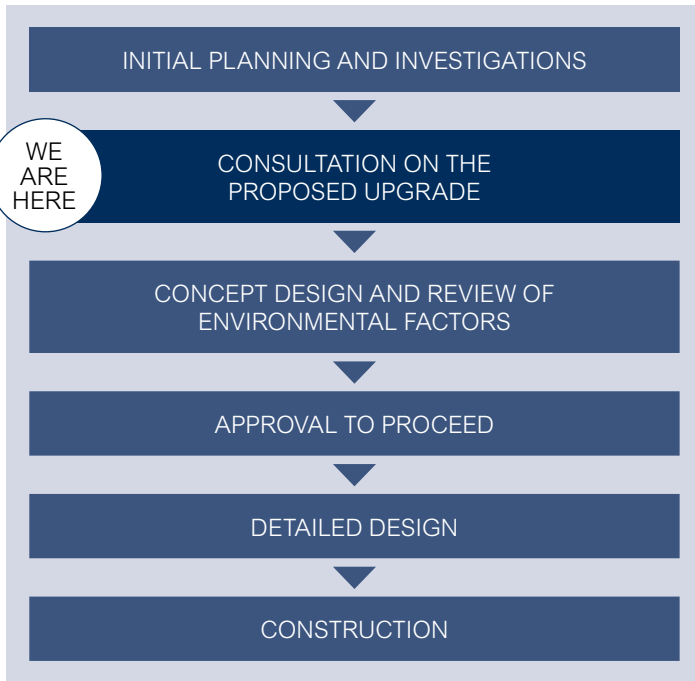 INITIAL PLANNING AND INVESTIGATIONS
WE
ARE
HERE
CONSULTATION ON THE
PROPOSED UPGRADE
CONCEPT DESIGN AND REVIEW OF
ENVIRONMENTAL FACTORS
APPROVAL TO PROCEED
DETAILED DESIGN
CONSTRUCTION